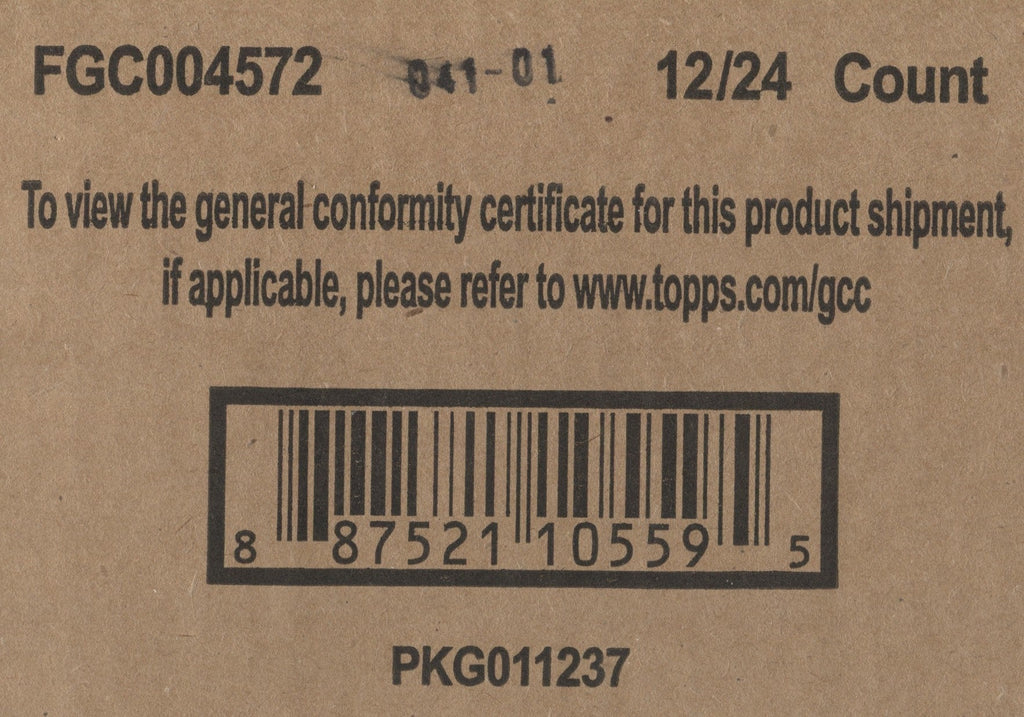 FGC004572 041-01 12/24 Count
To view the general conformity certificate for this product shipment,
if applicable, please refer to www.topps.com/gcc
8 87521 10559 5
PKG011237